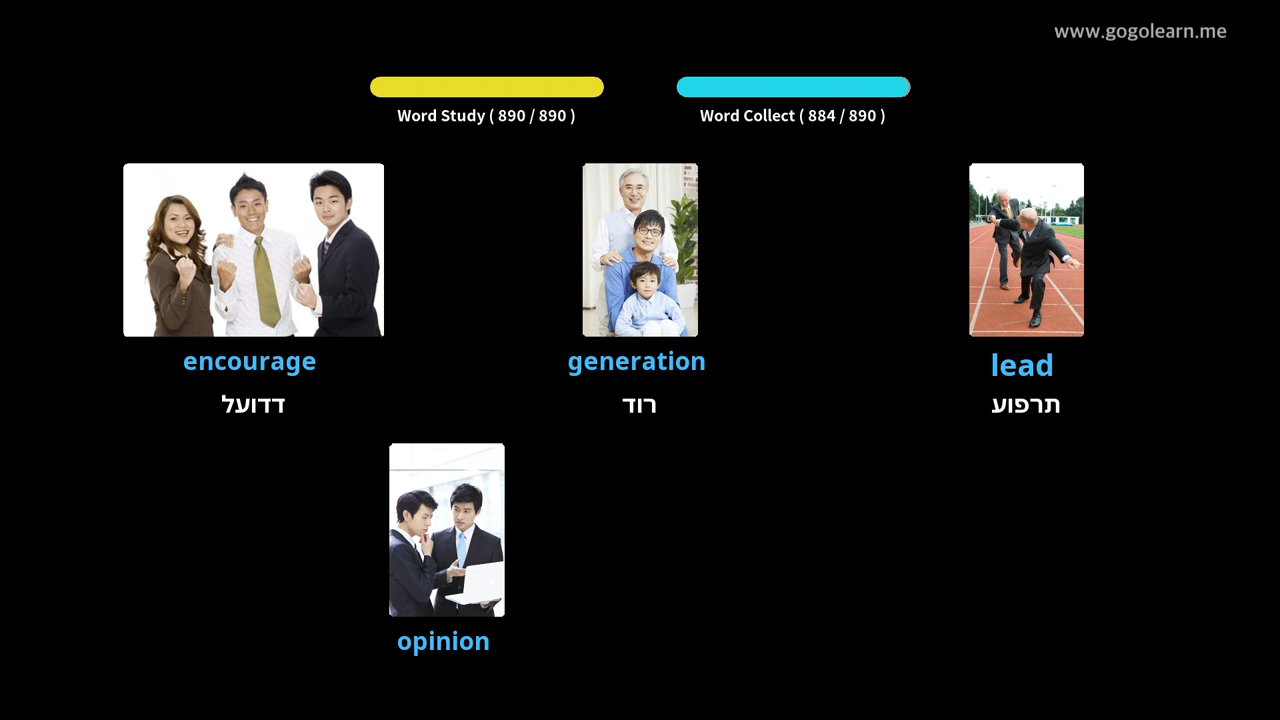 www.gogolearn.me
Word Study ( 890 / 890 )
Word Collect ( 884 / 890 )
encourage
דדועל
generation
רוד
lead
תרפוע
opinion